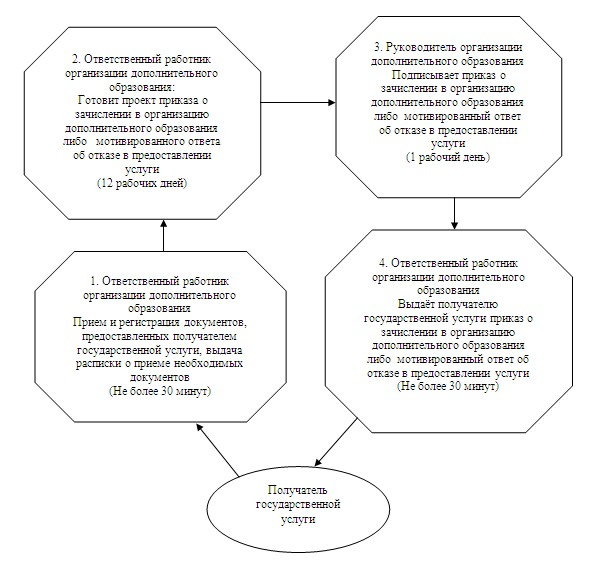 1. Ответственный работник
организации дополнительного
образования
Прием и регистрация документов,
предоставленных получателем
государственной услуги, выдача
расписки о приеме необходимых
документов
(Не более 30 минут)
2. Ответственный работник
организации дополнительного
образования:
Готовит проект приказа о
зачислении в организацию
дополнительного образования
либо мотивированного ответа
об отказе в предоставлении
услуги
(12 рабочих дней)
3. Руководитель организации
дополнительного образования
Подписывает приказ о
зачислении в организацию
дополнительного образования
либо мотивированный ответ
об отказе в предоставлении
услуги
(1 рабочий день)
4. Ответственный работник
организации дополнительного
образования
Выдаёт получателю
государственной услуги приказ о
зачислении в организацию
дополнительного образования
либо мотивированный ответ об
отказе в предоставлении услуги
(Не более 30 минут)
Получатель
государственной
услуги